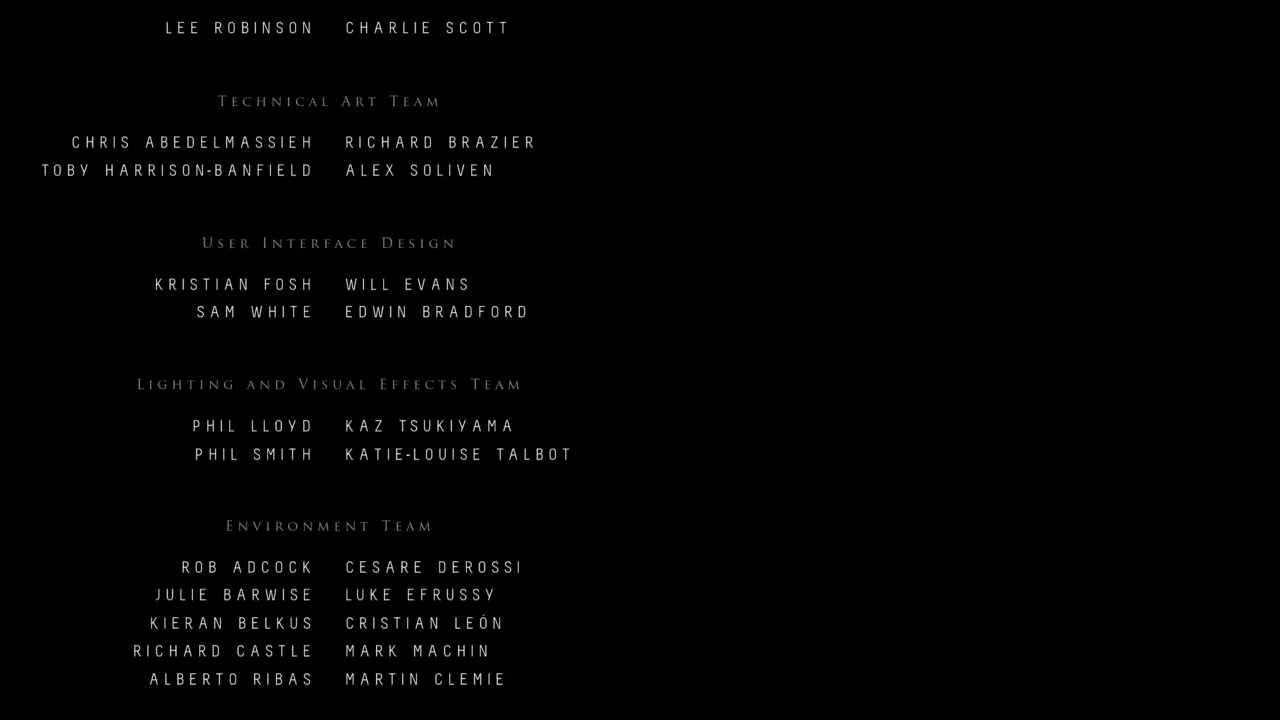 LEE ROBINSON CHARLIE SCOTT
Technical Art Team
CHRIS ABEDELMASSIEH RICHARD BRAZIER
TOBY HARRISON-BANFIELD ALEX SOLIVEN
User Interface Design
KRISTIAN FOSH WILL EVANS
SAM WHITE EDWIN BRADFORD
Lighting and Visual Effects Team
PHIL LLOYD KAZ TSUKIYAMA
PHIL SMITH KATIE-LOUISE TALBOT
Environment Team
ROB ADCOCK CESARE DEROSSI
JULIE BARWISE LUKE EFRUSSY
KIERAN BELKUS CRISTIAN LEÓN
RICHARD CASTLE MARK MACHIN
ALBERTO RIBAS MARTIN CLEMIE